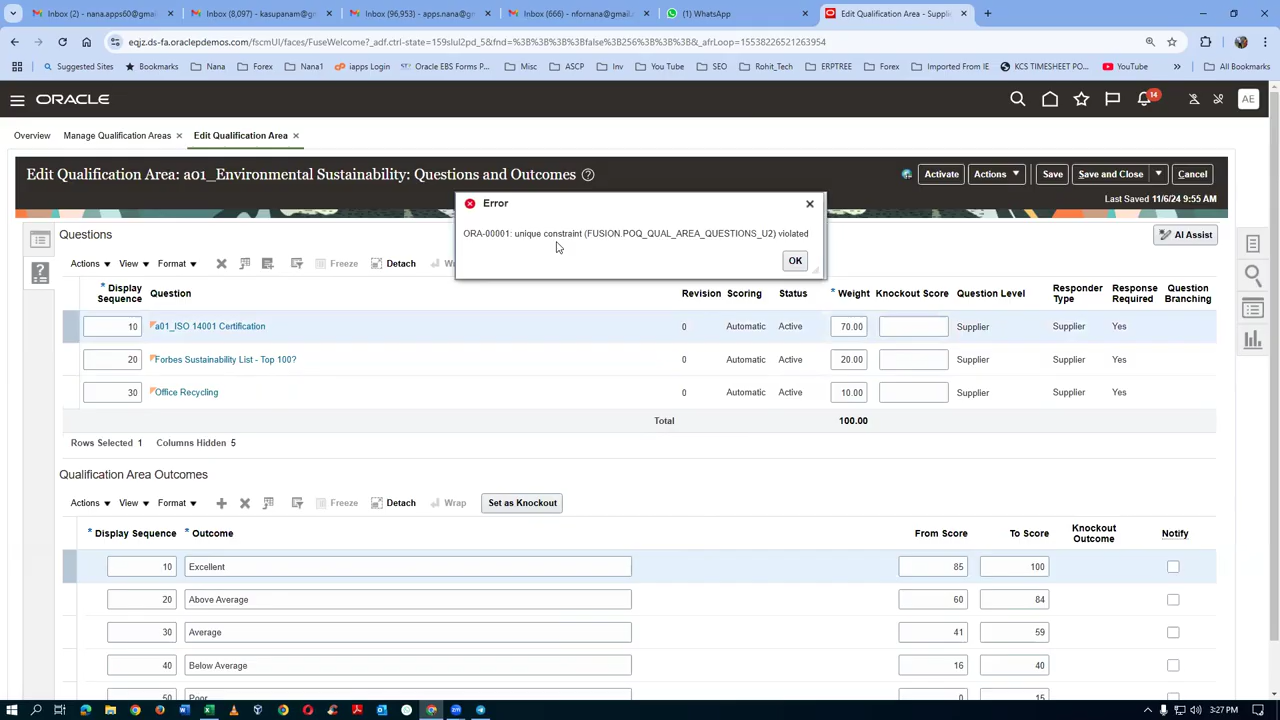 Inbox (2) - nana.apps60@gmail.
Inbox (8,097) - kasupanam@gm
Inbox (96,953) - apps.nana@gm
Inbox (666) - nfornana@gmail.
(1) WhatsApp
Edit Qualification Area - Supplie
eqjz.ds-fa.oraclepdemos.com/fscmUI/faces/FuseWelcome?_adf.ctrl-state=159slul2pd_5&fnd=%3B%3B%3B%3Bfalse%3B256%3B%3B%3B&_afrLoop=15538226521263954
Suggested Sites
Bookmarks
Nana
Forex
Nana1
iapps Logon
Oracle EBS Forms P...
Misc
ASCP
Inv
You Tube
SEO
Rohit_Tech
ERPTREE
Forex
Imported From IE
KCS TIMESHEET PO...
YouTube
All Bookmarks
ORACLE
14
AE
Overview
Manage Qualification Areas
Edit Qualification Area
Edit Qualification Area: a01_Environmental Sustainability: Questions and Outcomes
Activate
Actions
Save
Save and Close
Cancel
Last Saved 11/6/24 9:55 AM
Error
ORA-00001: unique constraint (FUSION.POQ_QUAL_AREA_QUESTIONS_U2) violated
OK
Questions
AI Assist
Actions View Format Freeze Detach Wr
* Display Sequence Question Revision Scoring Status * Weight Knockout Score Question Level Responder Type Response Required Question Branching
10 a01_ISO 14001 Certification 0 Automatic Active 70.00 Supplier Supplier Yes
20 Forbes Sustainability List - Top 100? 0 Automatic Active 20.00 Supplier Supplier Yes
30 Office Recycling 0 Automatic Active 10.00 Supplier Supplier Yes
Total 100.00
Rows Selected 1 Columns Hidden 5
Qualification Area Outcomes
Actions View Format Freeze Detach Wrap Set as Knockout
* Display Sequence * Outcome From Score To Score Knockout Outcome Notify
10 Excellent 85 100
20 Above Average 60 84
30 Average 41 59
40 Below Average 16 40
50 Poor 0 15
3:27 PM